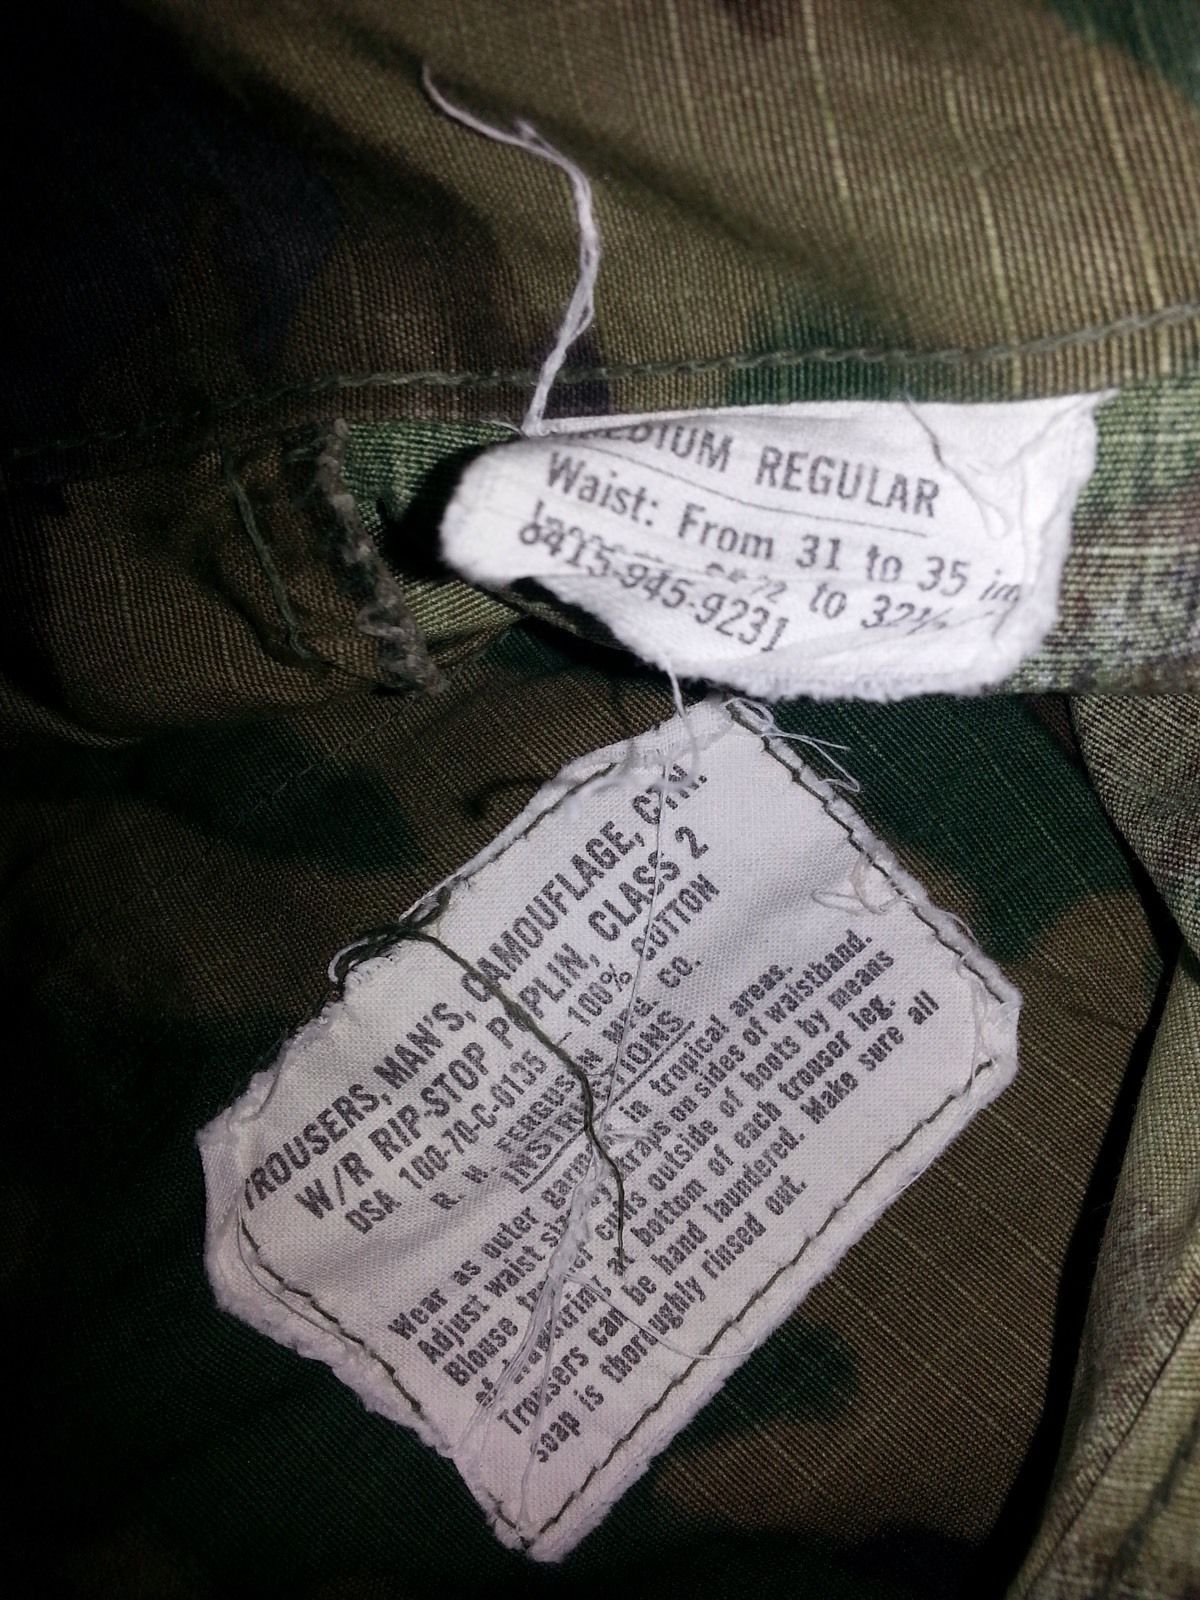 MEDIUM REGULAR
Waist: From 31 to 35 in
to 32½
8415-945-9231
TROUSERS, MAN'S, CAMOUFLAGE, CTN.
W/R RIP-STOP POPLIN, CLASS 2
DSA 100-70-C-0135 — 100% COTTON
R. H. FERGUSON MFG. CO.
INSTRUCTIONS
Wear as outer garment in tropical areas.
Adjust waist size by straps on sides of waistband.
Blouse trouser cuffs outside of boots by means
of drawstring at bottom of each trouser leg.
Trousers can be hand laundered. Make sure all
soap is thoroughly rinsed out.